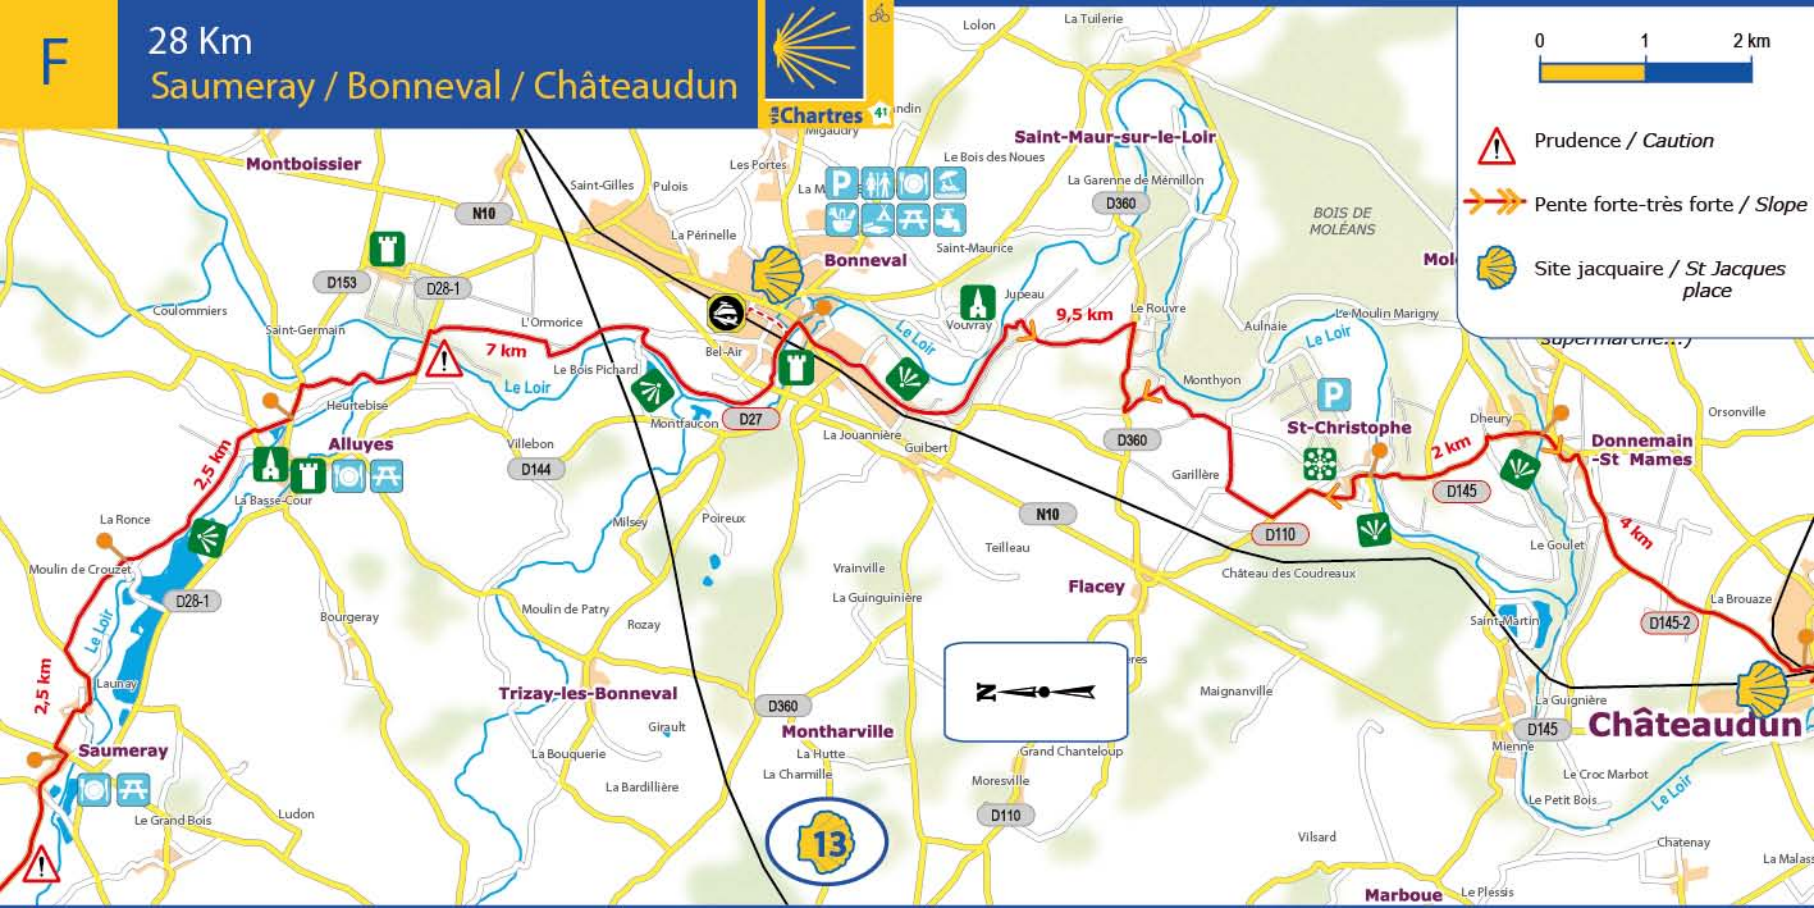 F
28 Km
Saumeray / Bonneval / Châteaudun
via Chartres
41
0 1 2 km
Prudence / Caution
Pente forte-très forte / Slope
Site jacquaire / St Jacques
place
supermarché...)
Lolon
La Tuilerie
Migaudry
Montboissier
Les Portes
Le Bois des Noues
Saint-Maur-sur-le-Loir
Saint-Gilles
Pulois
P
La Garenne de Mémillon
D360
N10
BOIS DE
MOLÉANS
La Périnelle
Saint-Maurice
Bonneval
D153
D28-1
Jupeau
Coulommiers
Saint-Germain
L'Ormorice
Vouvray
9,5 km
Le Rouvre
Aulnaie
Le Moulin Marigny
Le Loir
Le Loir
7 km
Bel-Air
Le Bois Pichard
Le Loir
Monthyon
P
Heurtebise
D27
Montfaucon
Dheury
Orsonville
Alluyes
Villebon
La Jouannière
Guibert
D360
St-Christophe
2 km
Donnemain
-St Mames
2,5 km
D144
Garillère
D145
La Basse-Cour
La Ronce
Milsey
Poireux
N10
D110
4 km
Teilleau
Le Goulet
Moulin de Crouzet
Vrainville
Château des Coudreaux
Flacey
D28-1
La Guinguinière
La Brouaze
Moulin de Patry
Bourgeray
Rozay
Saint-Martin
D145-2
Le Loir
2,5 km
Launay
Trizay-les-Bonneval
N
Maignanville
D360
La Guignière
Montharville
Girault
D145
Châteaudun
Saumeray
La Bouquerie
La Hutte
Grand Chanteloup
Mienne
La Charmille
Moresville
Le Croc Marbot
La Bardillière
Le Loir
Le Petit Bois
Le Grand Bois
Ludon
D110
13
Vilsard
Chatenay
Marboue
Le Plessis